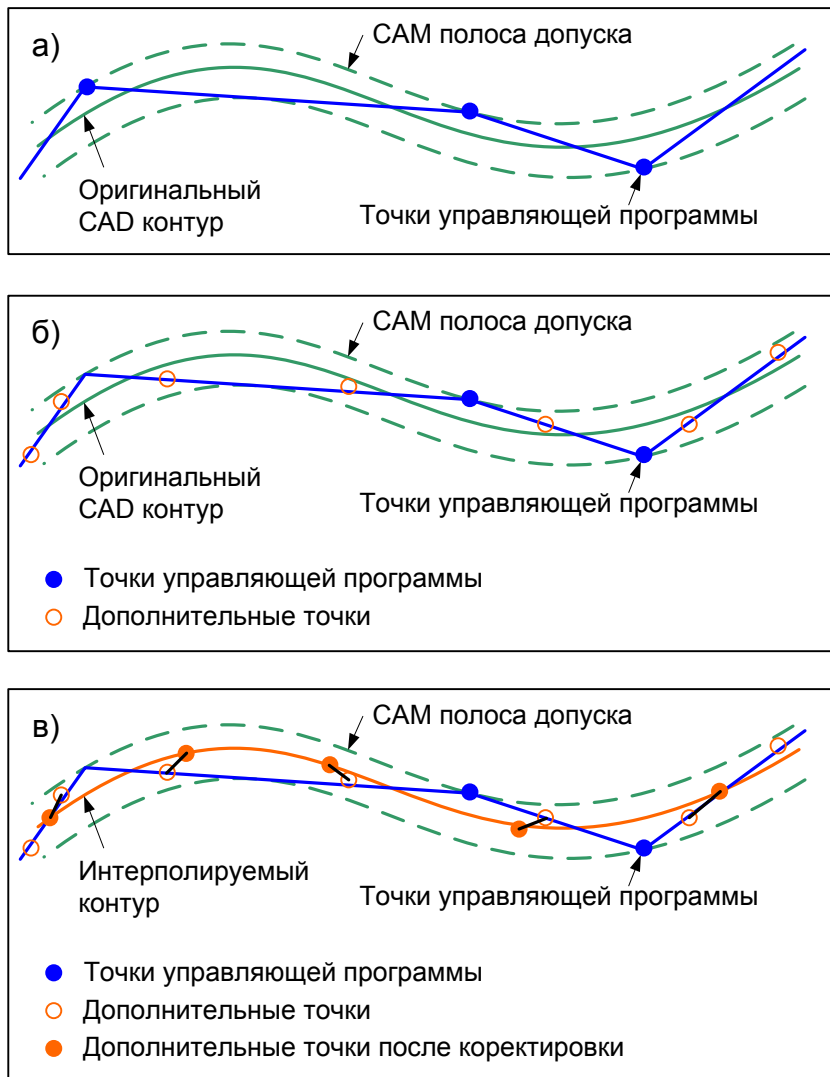 а)
САМ полоса допуска
Оригинальный
CAD контур
Точки управляющей программы
б)
САМ полоса допуска
Оригинальный
CAD контур
Точки управляющей программы
Точки управляющей программы
Дополнительные точки
в)
САМ полоса допуска
Интерполируемый
контур
Точки управляющей программы
Точки управляющей программы
Дополнительные точки
Дополнительные точки после коректировки